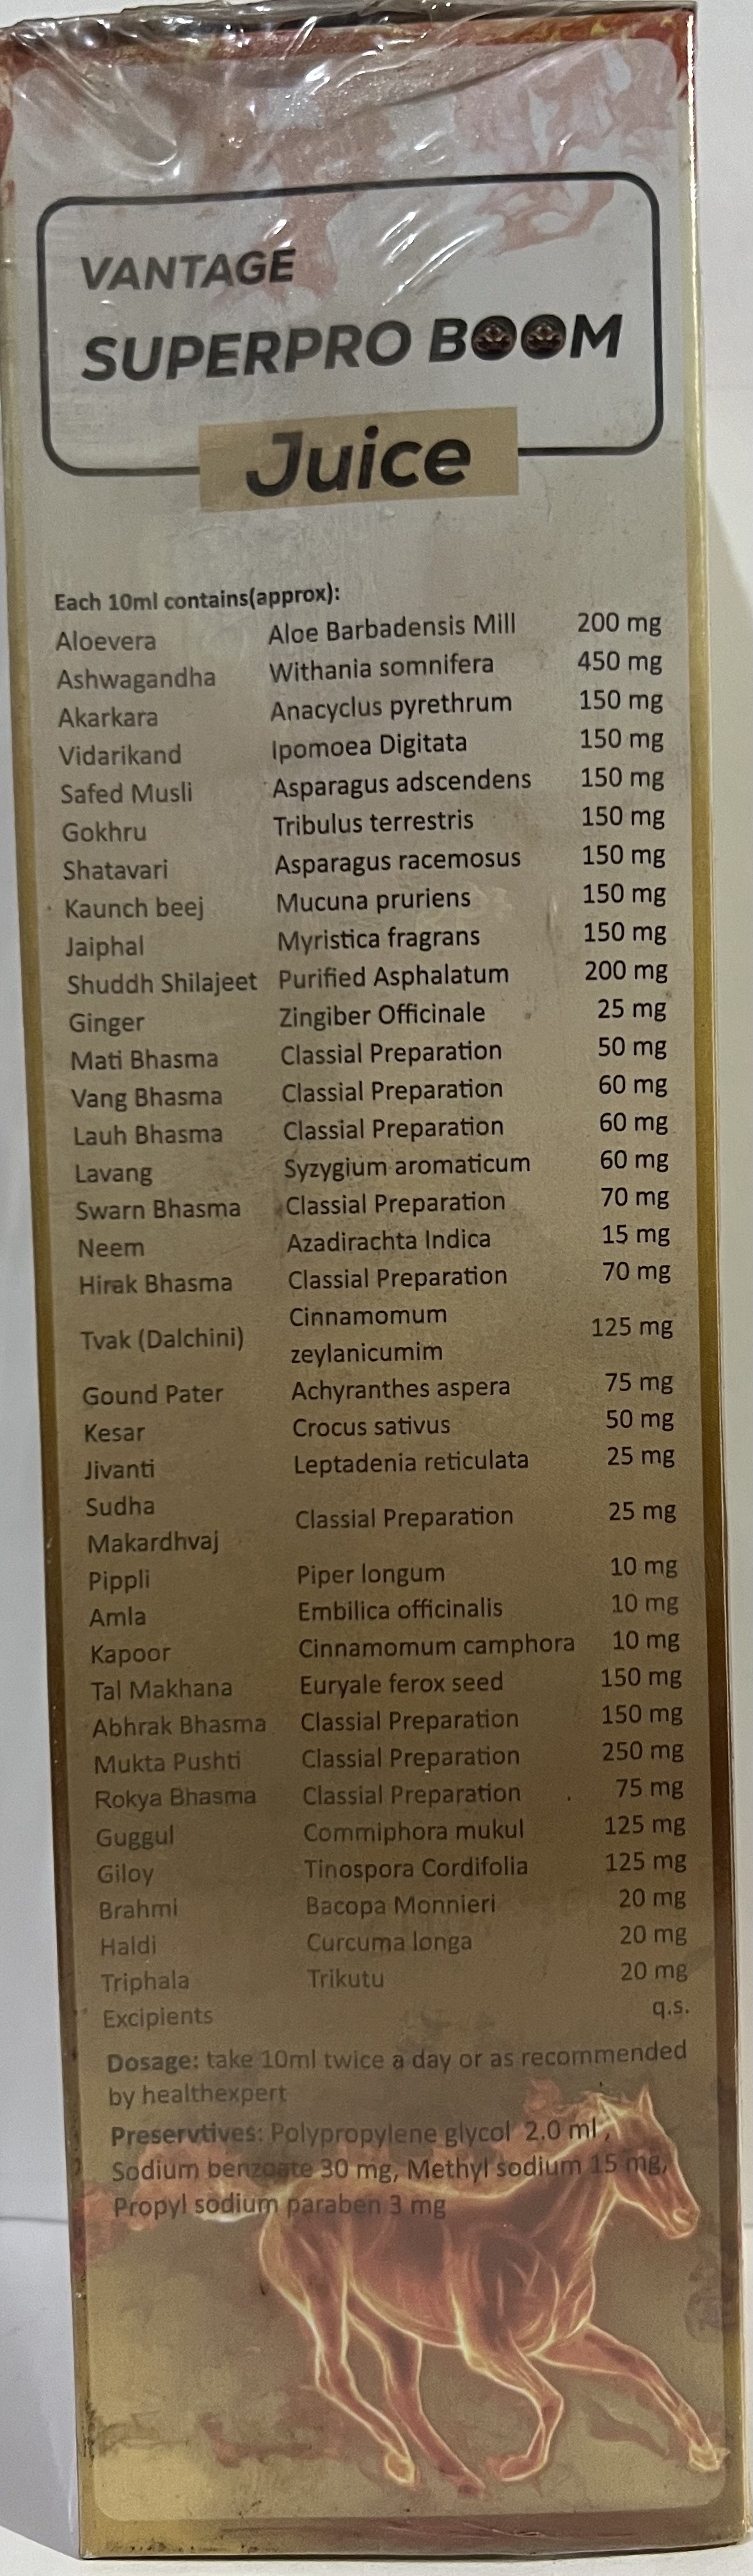 VANTAGE
SUPERPRO BOOM
Juice
Each 10ml contains(approx):
Aloevera Aloe Barbadensis Mill 200 mg
Ashwagandha Withania somnifera 450 mg
Akarkara Anacyclus pyrethrum 150 mg
Vidarikand Ipomoea Digitata 150 mg
Safed Musli Asparagus adscendens 150 mg
Gokhru Tribulus terrestris 150 mg
Shatavari Asparagus racemosus 150 mg
Kaunch beej Mucuna pruriens 150 mg
Jaiphal Myristica fragrans 150 mg
Shuddh Shilajeet Purified Asphalatum 200 mg
Ginger Zingiber Officinale 25 mg
Mati Bhasma Classial Preparation 50 mg
Vang Bhasma Classial Preparation 60 mg
Lauh Bhasma Classial Preparation 60 mg
Lavang Syzygium aromaticum 60 mg
Swarn Bhasma Classial Preparation 70 mg
Neem Azadirachta Indica 15 mg
Hirak Bhasma Classial Preparation 70 mg
Tvak (Dalchini) Cinnamomum 125 mg
zeylanicumim
Gound Pater Achyranthes aspera 75 mg
Kesar Crocus sativus 50 mg
Jivanti Leptadenia reticulata 25 mg
Sudha Classial Preparation 25 mg
Makardhvaj
Pippli Piper longum 10 mg
Amla Embilica officinalis 10 mg
Kapoor Cinnamomum camphora 10 mg
Tal Makhana Euryale ferox seed 150 mg
Abhrak Bhasma Classial Preparation 150 mg
Mukta Pushti Classial Preparation 250 mg
Rokya Bhasma Classial Preparation 75 mg
Guggul Commiphora mukul 125 mg
Giloy Tinospora Cordifolia 125 mg
Brahmi Bacopa Monnieri 20 mg
Haldi Curcuma longa 20 mg
Triphala Trikutu 20 mg
Excipients q.s.
Dosage: take 10ml twice a day or as recommended
by healthexpert
Preservtives: Polypropylene glycol 2.0 ml,
Sodium benzoate 30 mg, Methyl sodium 15 mg,
Propyl sodium paraben 3 mg